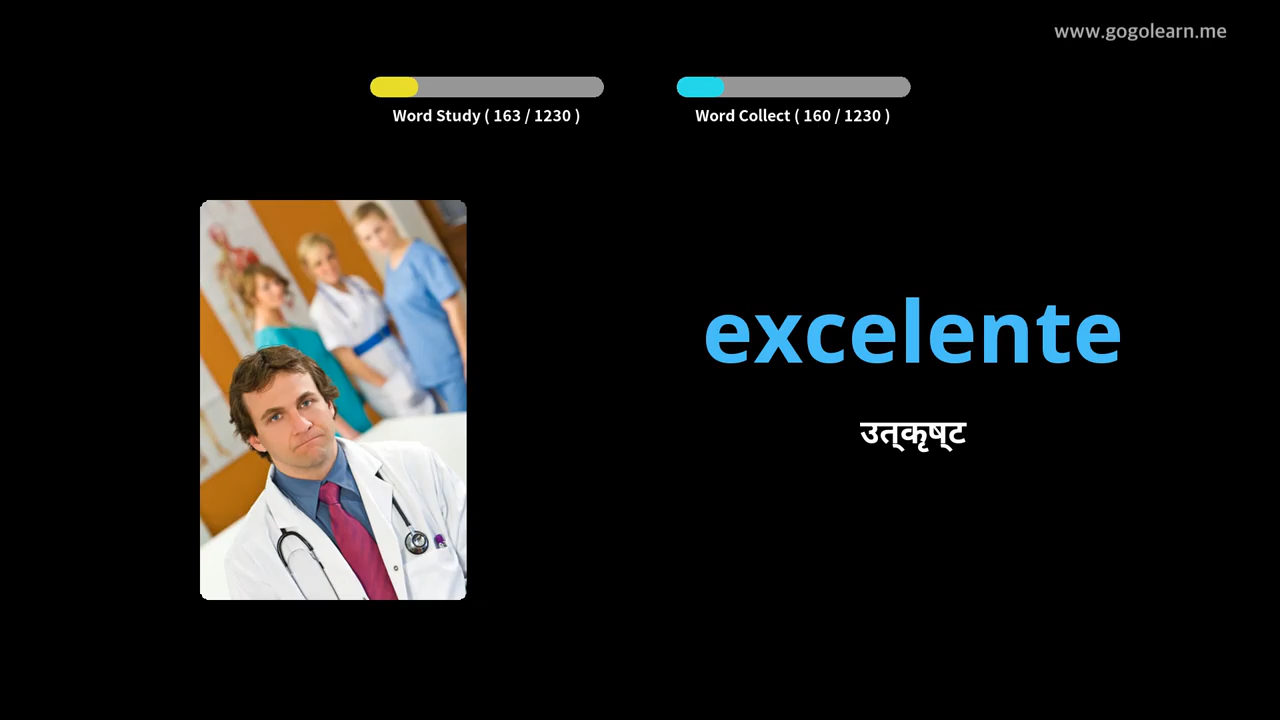 www.gogolearn.me
Word Study ( 163 / 1230 )
Word Collect ( 160 / 1230 )
excelente
उत्कृष्ट